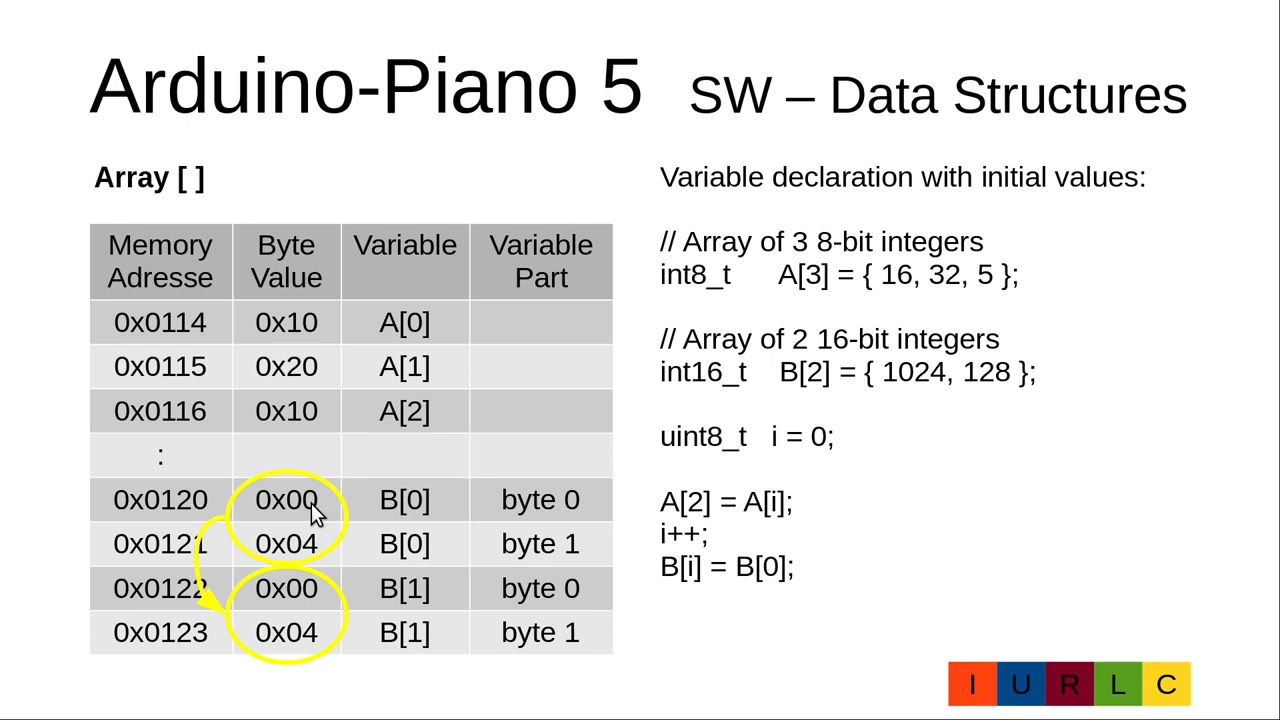 Arduino-Piano 5 SW – Data Structures
Array [ ]
Memory Adresse Byte Value Variable Variable Part
0x0114 0x10 A[0]
0x0115 0x20 A[1]
0x0116 0x10 A[2]
:
0x0120 0x00 B[0] byte 0
0x0121 0x04 B[0] byte 1
0x0122 0x00 B[1] byte 0
0x0123 0x04 B[1] byte 1
Variable declaration with initial values:
// Array of 3 8-bit integers
int8_t A[3] = { 16, 32, 5 };
// Array of 2 16-bit integers
int16_t B[2] = { 1024, 128 };
uint8_t i = 0;
A[2] = A[i];
i++;
B[i] = B[0];
I U R L C